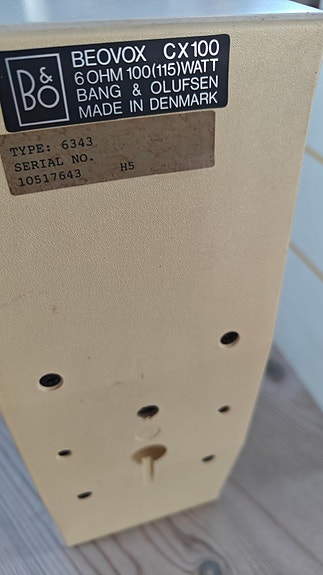 B&O
BEOVOX CX100
6 OHM 100(115)WATT
BANG & OLUFSEN
MADE IN DENMARK
TYPE: 6343
SERIAL NO.
10517643 H5